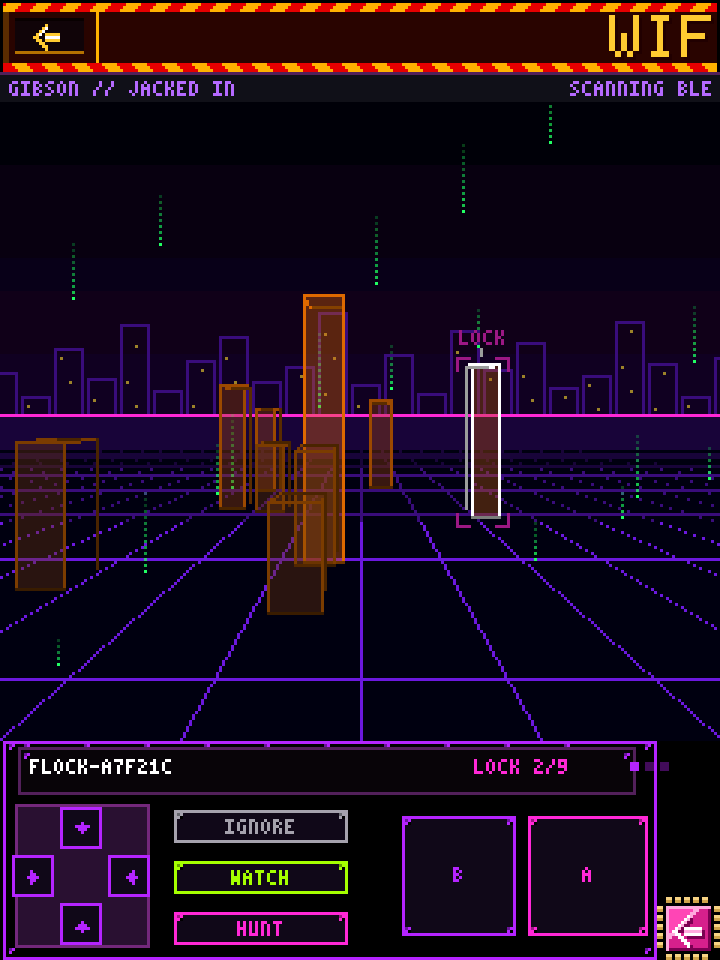 WIF
GIBSON // JACKED IN
SCANNING BLE
LOCK
FLOCK-A7F21C
LOCK 2/9
IGNORE
WATCH
HUNT
B
A